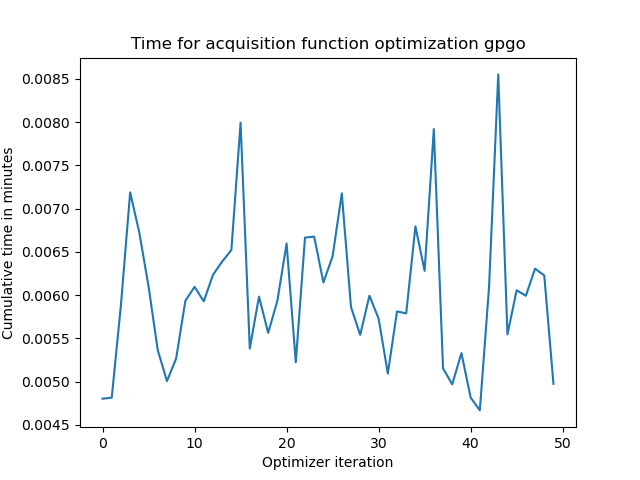 Time for acquisition function optimization gpgo
Cumulative time in minutes
0.0085
0.0080
0.0075
0.0070
0.0065
0.0060
0.0055
0.0050
0.0045
0 10 20 30 40 50
Optimizer iteration